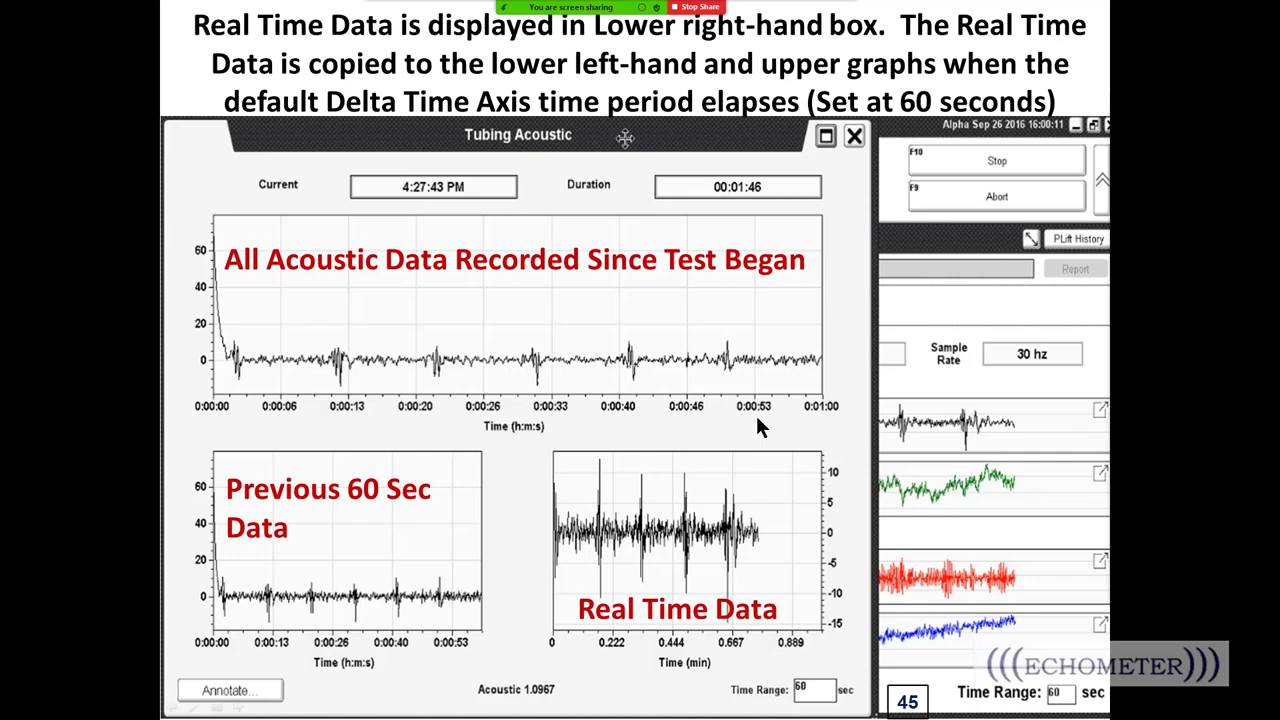 You are screen sharing
Stop Share
Real Time Data is displayed in Lower right-hand box. The Real Time
Data is copied to the lower left-hand and upper graphs when the
default Delta Time Axis time period elapses (Set at 60 seconds)
Tubing Acoustic
Alpha Sep 26 2016 16:00:11
Current
4:27:43 PM
Duration
00:01:46
F10
Stop
F9
Abort
PLift History
Report
Sample
Rate
30 hz
All Acoustic Data Recorded Since Test Began
60
40
20
0
0:00:00 0:00:06 0:00:13 0:00:20 0:00:26 0:00:33 0:00:40 0:00:46 0:00:53 0:01:00
Time (h:m:s)
Previous 60 Sec
Data
60
40
20
0
0:00:00 0:00:13 0:00:26 0:00:40 0:00:53
Time (h:m:s)
Real Time Data
10
5
0
-5
-10
-15
0 0.222 0.444 0.667 0.889
Time (min)
Annotate...
Acoustic 1.0967
Time Range: 60 sec
45
(((ECHOMETER)))
Time Range: 60 sec